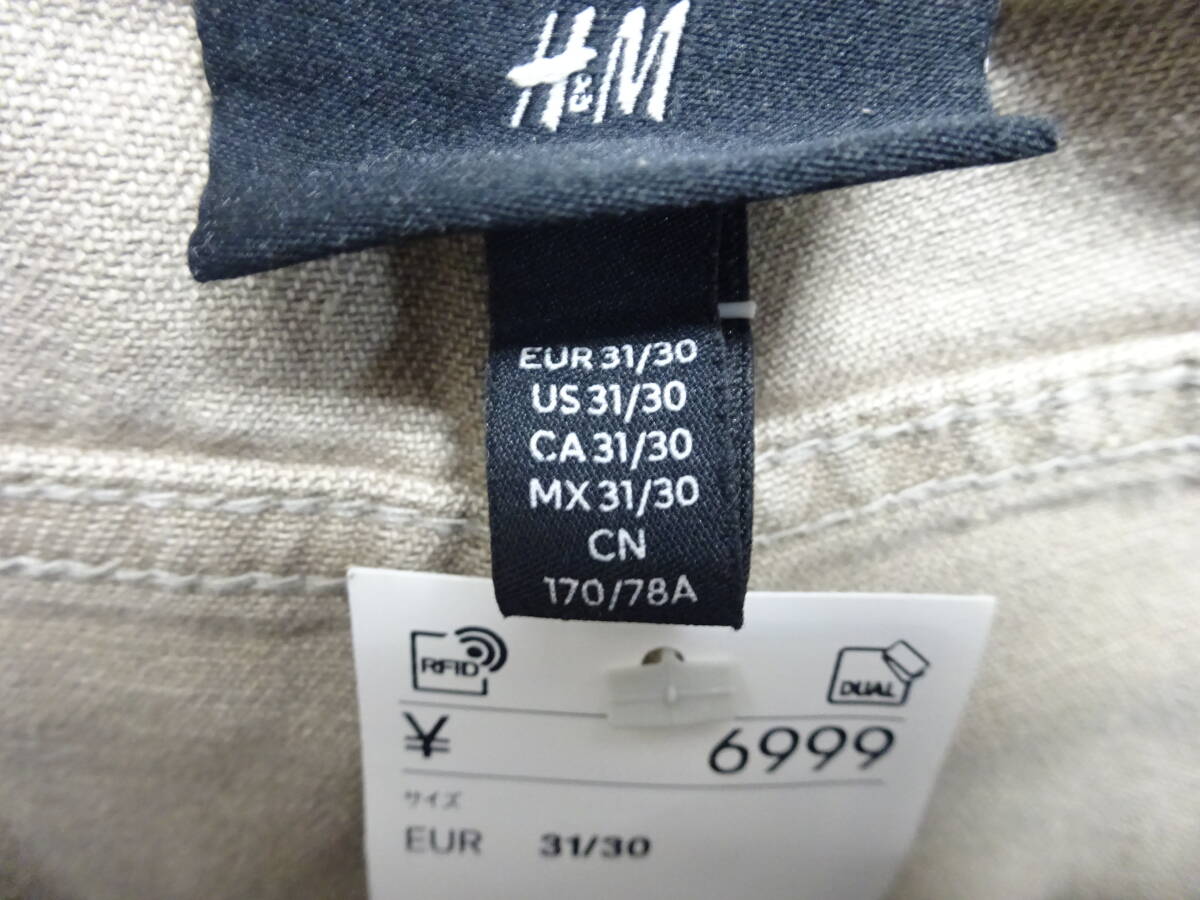 H&M
EUR 31/30
US 31/30
CA 31/30
MX 31/30
CN
170/78A
RFID
DUAL
¥ 6999
サイズ
EUR 31/30